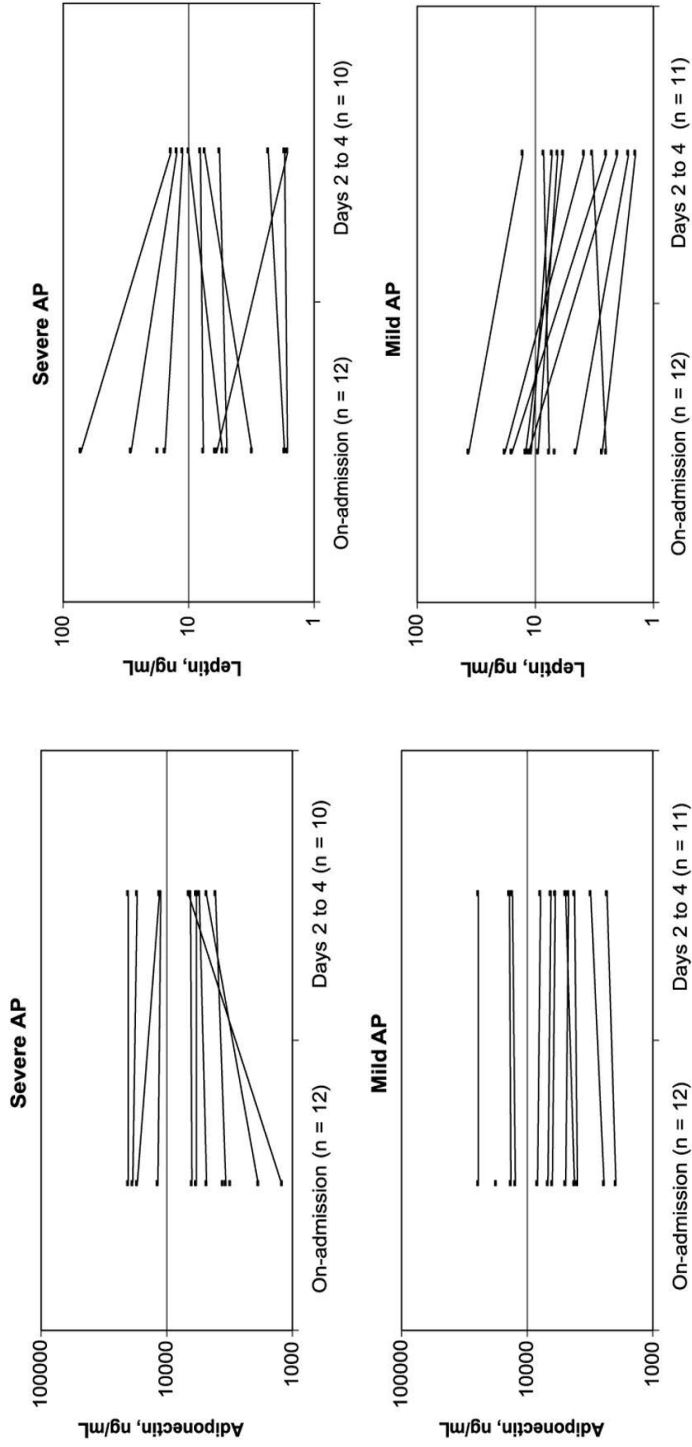 Severe AP
Adiponectin, ng/mL
100000
10000
1000
On-admission (n = 12)
Days 2 to 4 (n = 10)
Severe AP
Leptin, ng/mL
100
10
1
On-admission (n = 12)
Days 2 to 4 (n = 10)
Mild AP
Adiponectin, ng/mL
100000
10000
1000
On-admission (n = 12)
Days 2 to 4 (n = 11)
Mild AP
Leptin, ng/mL
100
10
1
On-admission (n = 12)
Days 2 to 4 (n = 11)